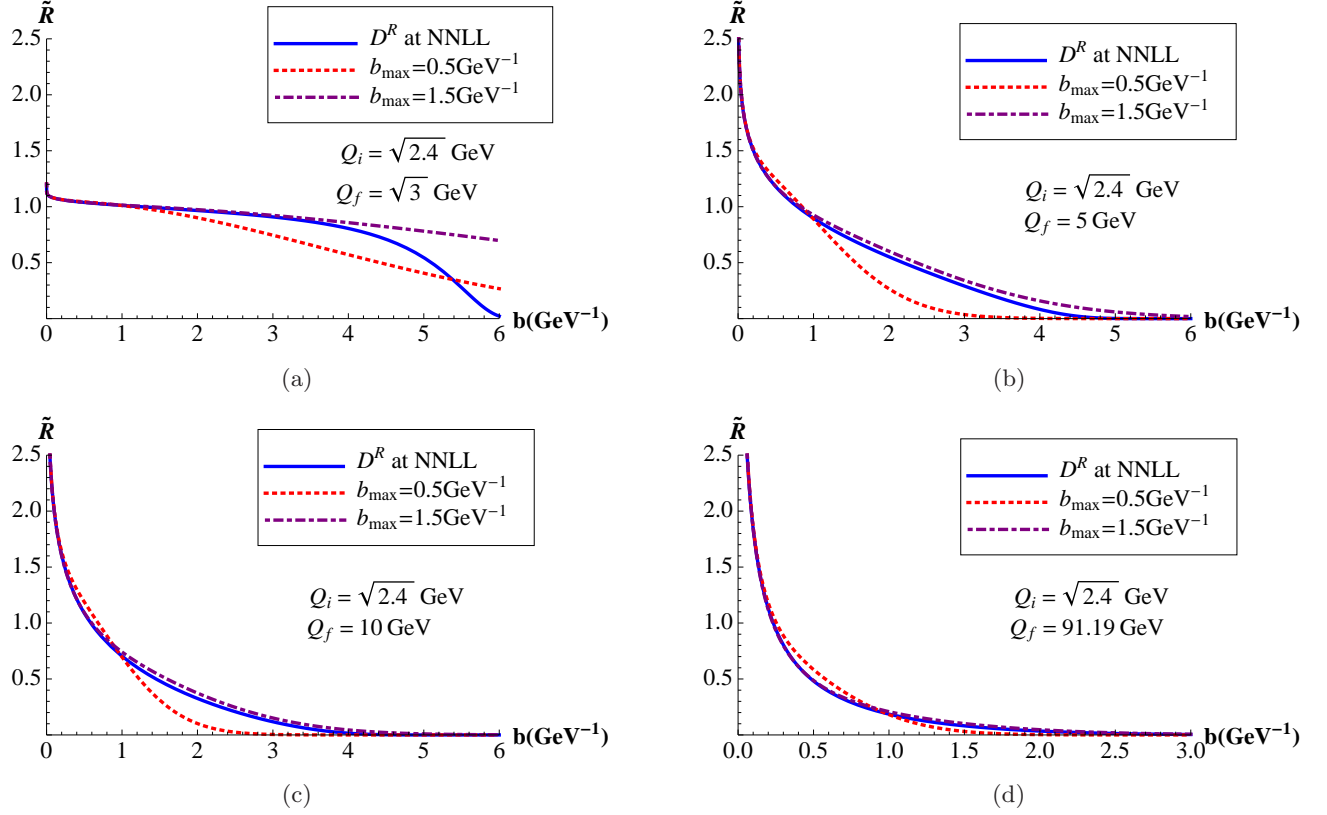 R̃
2.5
2.0
1.5
1.0
0.5
0 1 2 3 4 5 6 b(GeV⁻¹)
D^R at NNLL
b_max=0.5GeV⁻¹
b_max=1.5GeV⁻¹
Q_i = √2.4 GeV
Q_f = √3 GeV
(a)
R̃
2.5
2.0
1.5
1.0
0.5
0 1 2 3 4 5 6 b(GeV⁻¹)
D^R at NNLL
b_max=0.5GeV⁻¹
b_max=1.5GeV⁻¹
Q_i = √2.4 GeV
Q_f = 5 GeV
(b)
R̃
2.5
2.0
1.5
1.0
0.5
0 1 2 3 4 5 6 b(GeV⁻¹)
D^R at NNLL
b_max=0.5GeV⁻¹
b_max=1.5GeV⁻¹
Q_i = √2.4 GeV
Q_f = 10 GeV
(c)
R̃
2.5
2.0
1.5
1.0
0.5
0.0 0.5 1.0 1.5 2.0 2.5 3.0 b(GeV⁻¹)
D^R at NNLL
b_max=0.5GeV⁻¹
b_max=1.5GeV⁻¹
Q_i = √2.4 GeV
Q_f = 91.19 GeV
(d)